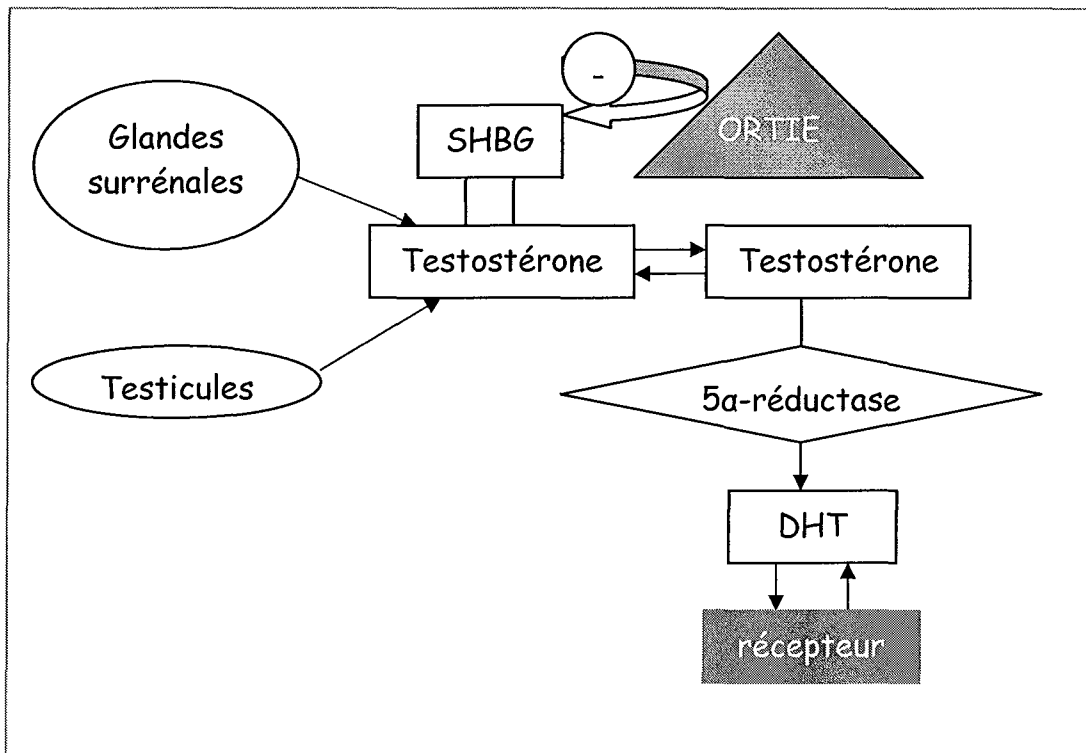 -
ORTIE
SHBG
Glandes
surrénales
Testostérone
Testostérone
Testicules
5α-réductase
DHT
récepteur